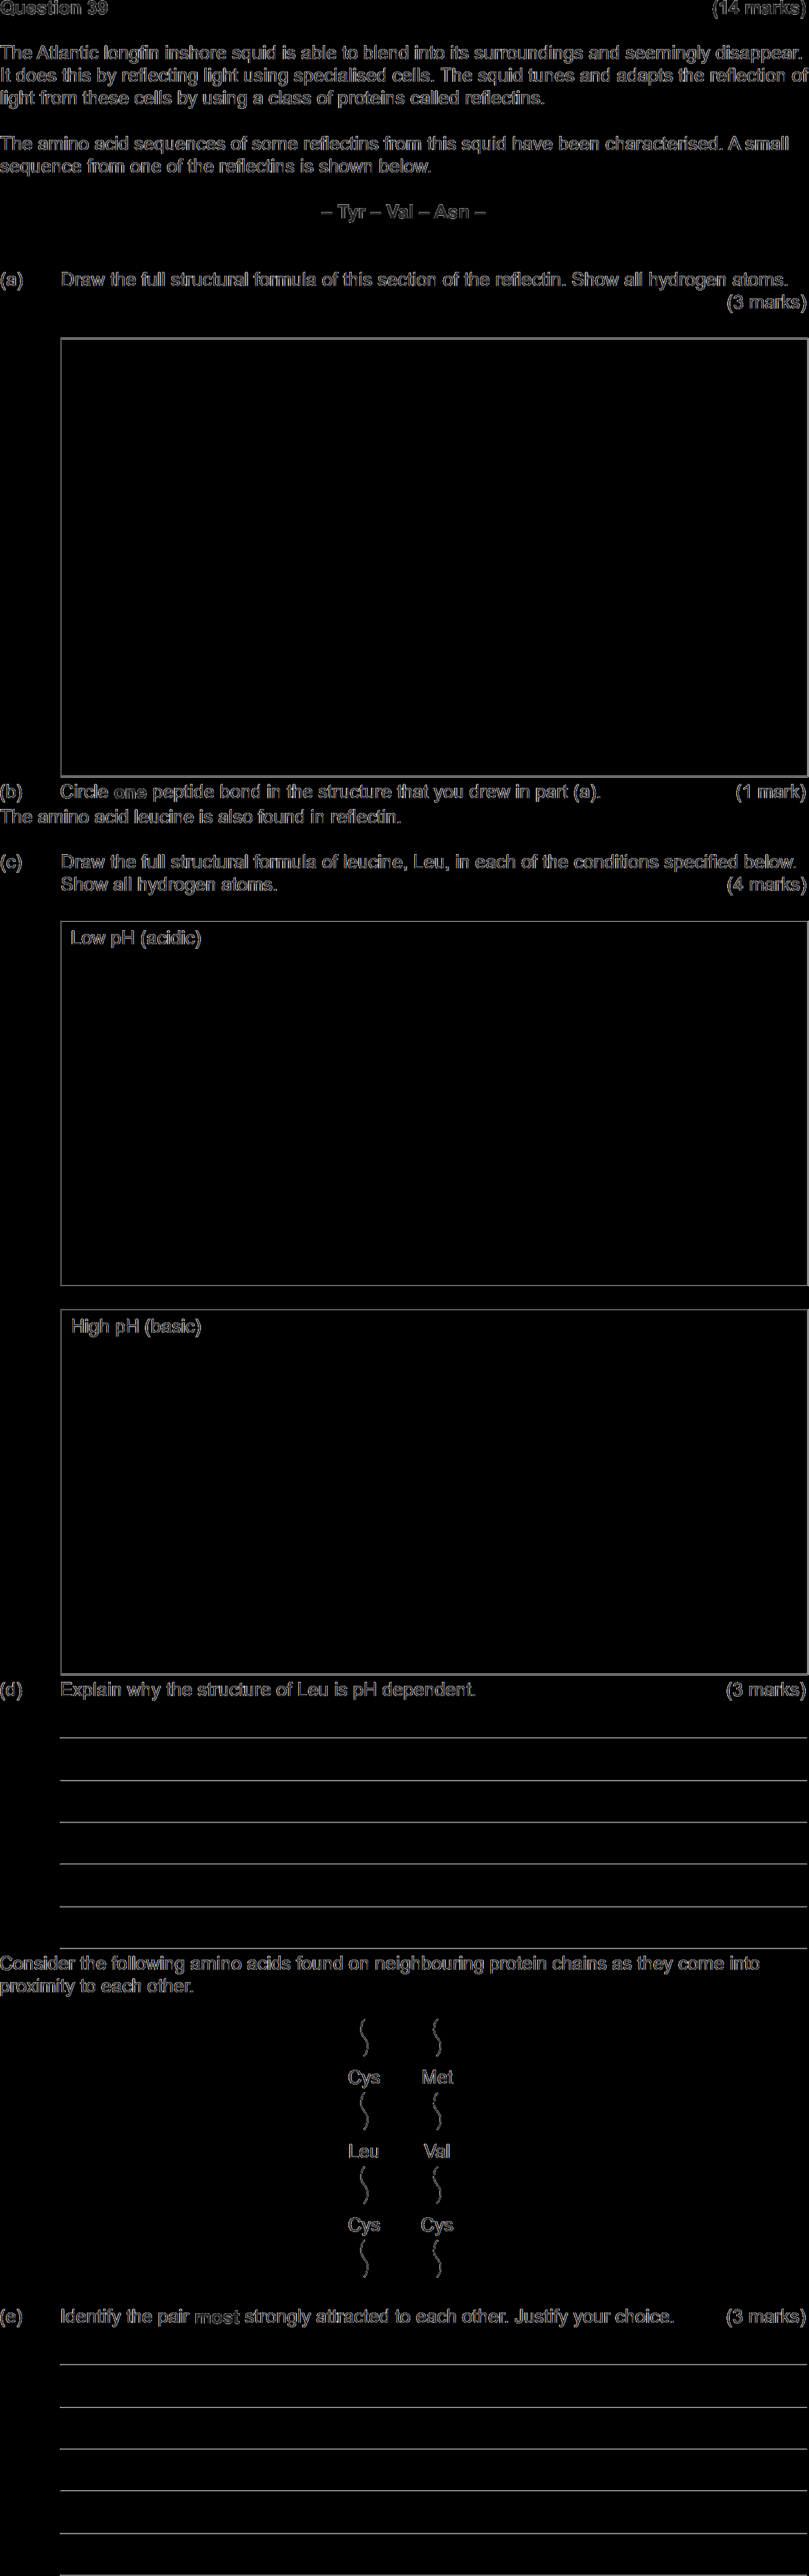 Question 39 (14 marks)
The Atlantic longfin inshore squid is able to blend into its surroundings and seemingly disappear.
It does this by reflecting light using specialised cells. The squid tunes and adapts the reflection of
light from these cells by using a class of proteins called reflectins.
The amino acid sequences of some reflectins from this squid have been characterised. A small
sequence from one of the reflectins is shown below.
– Tyr – Val – Asn –
(a) Draw the full structural formula of this section of the reflectin. Show all hydrogen atoms.
(3 marks)
(b) Circle one peptide bond in the structure that you drew in part (a). (1 mark)
The amino acid leucine is also found in reflectin.
(c) Draw the full structural formula of leucine, Leu, in each of the conditions specified below.
Show all hydrogen atoms. (4 marks)
Low pH (acidic)
High pH (basic)
(d) Explain why the structure of Leu is pH dependent. (3 marks)
Consider the following amino acids found on neighbouring protein chains as they come into
proximity to each other.
Cys Met
Leu Val
Cys Cys
(e) Identify the pair most strongly attracted to each other. Justify your choice. (3 marks)